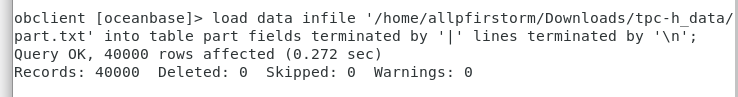 obclient [oceanbase]> load data infile '/home/allpfirstorm/Downloads/tpc-h_data/
part.txt' into table part fields terminated by '|' lines terminated by '\n';
Query OK, 40000 rows affected (0.272 sec)
Records: 40000  Deleted: 0  Skipped: 0  Warnings: 0